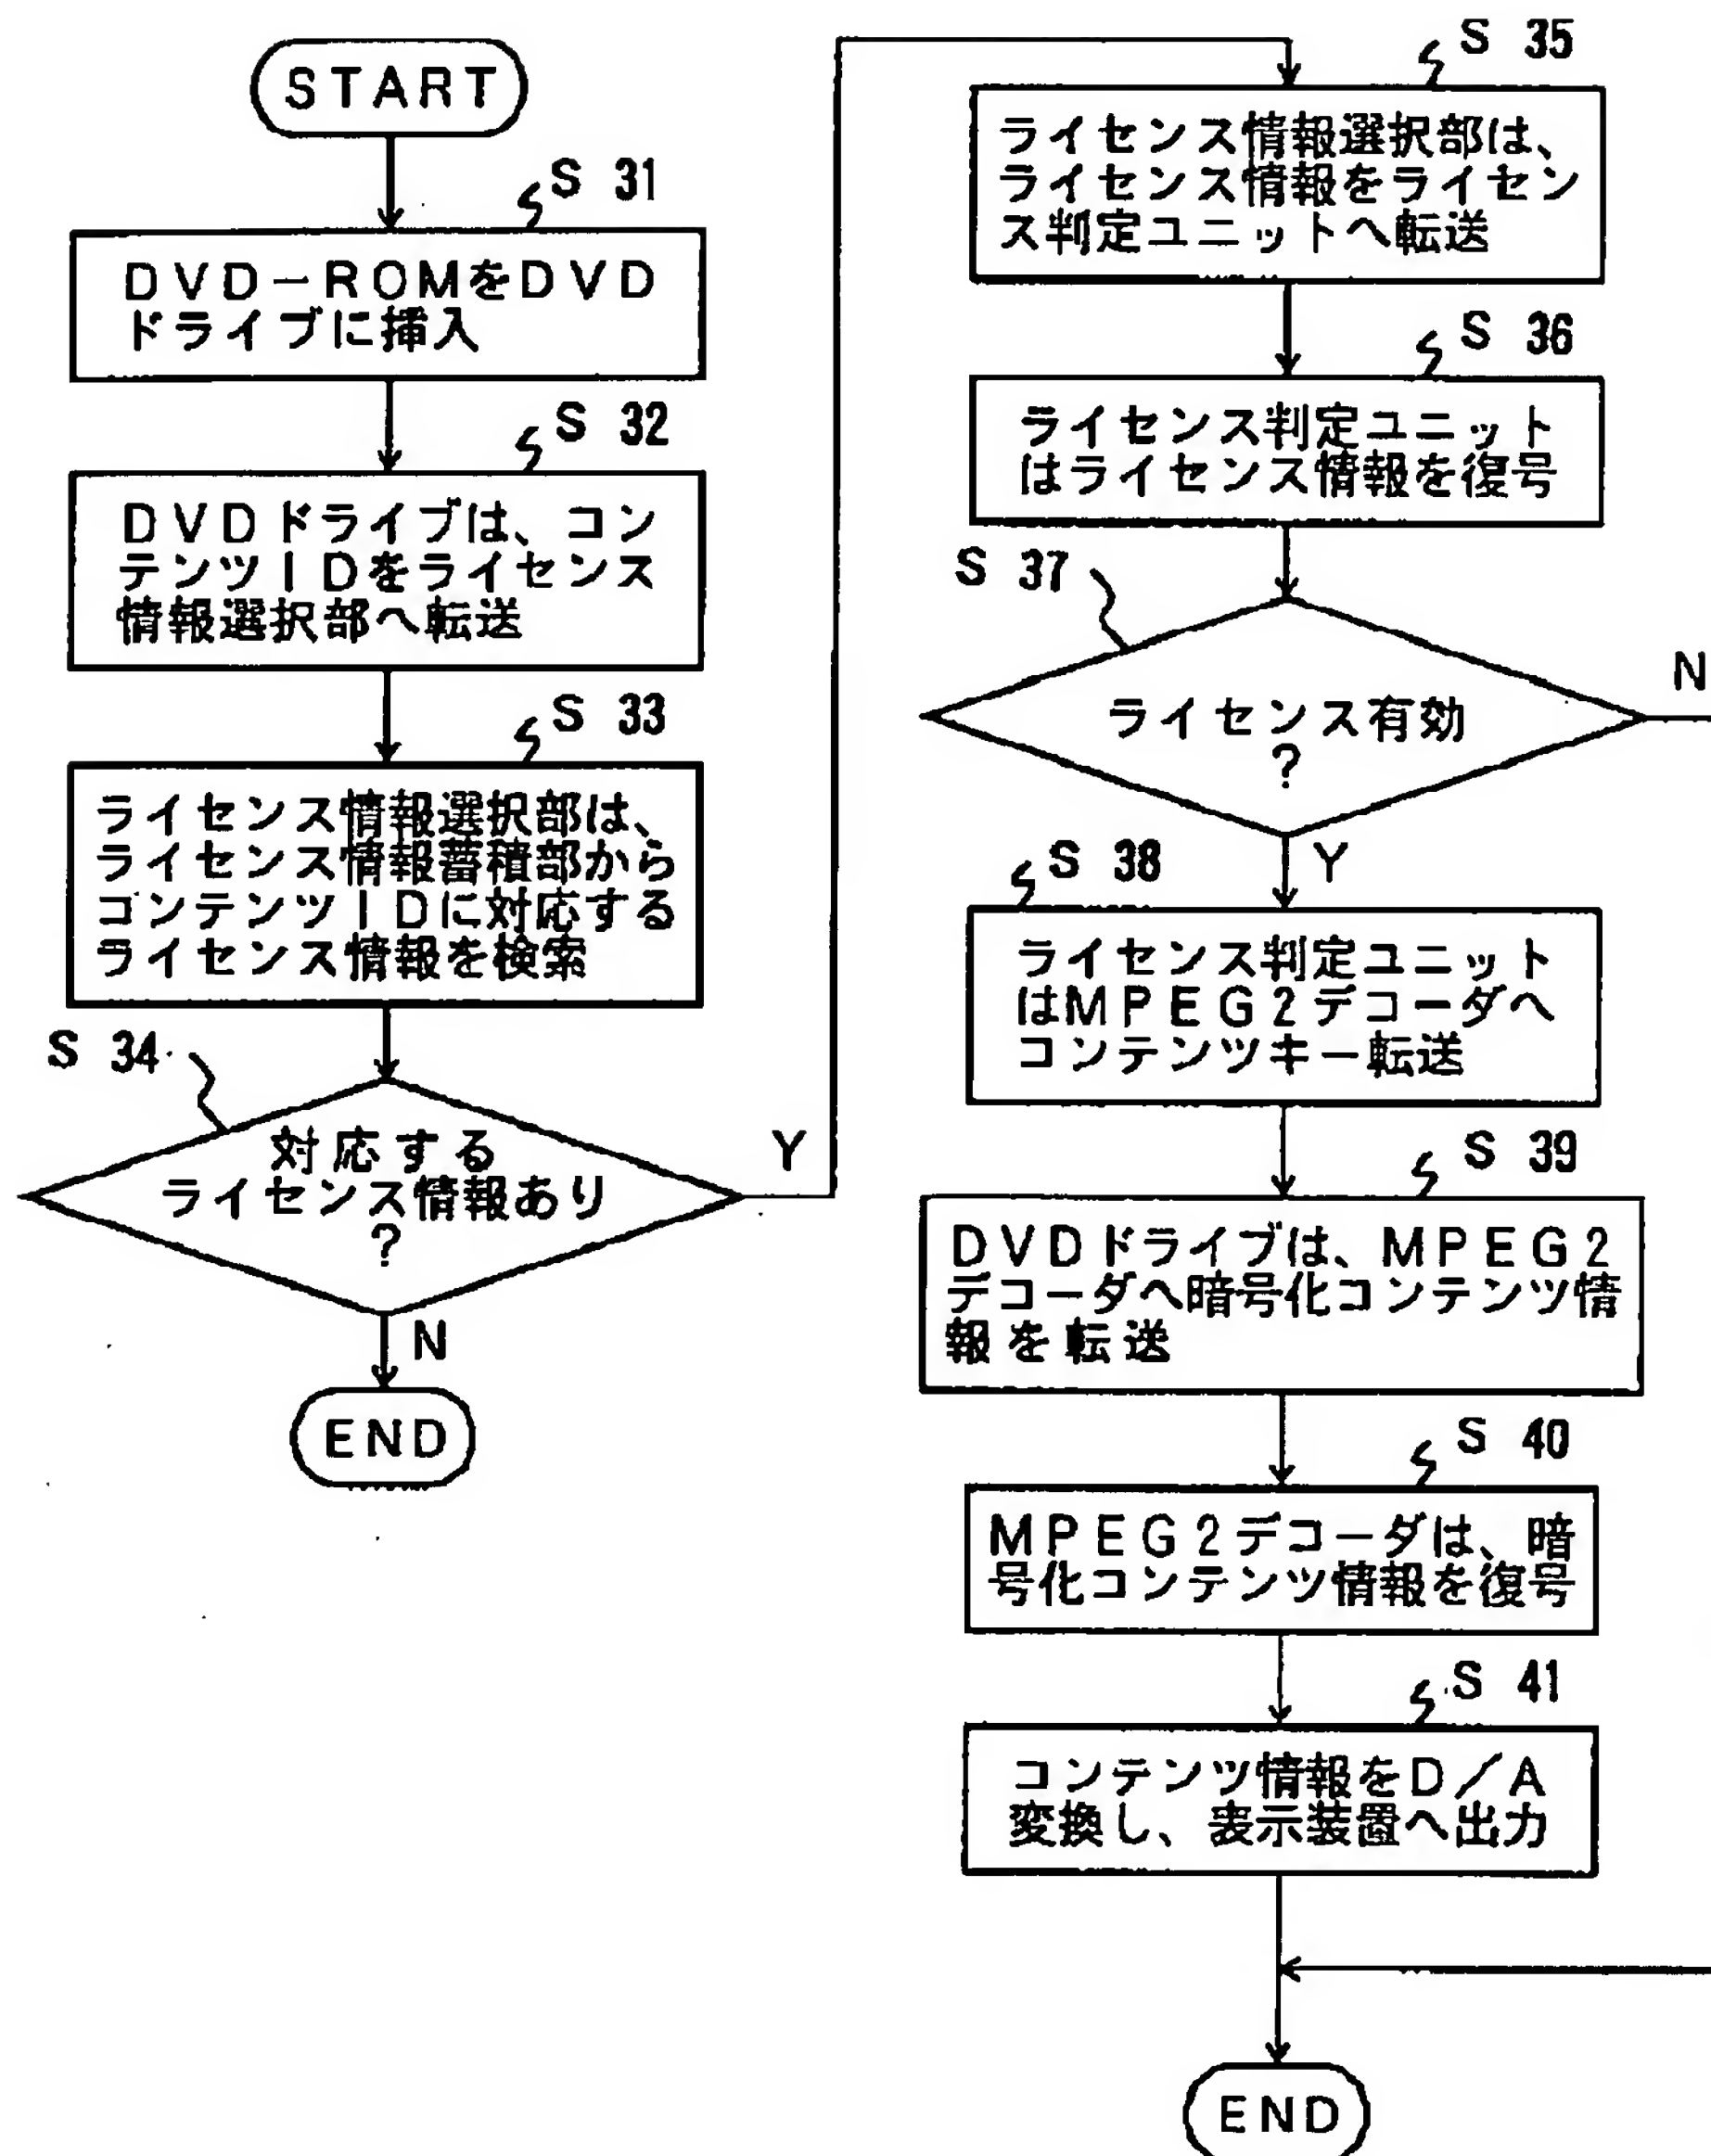 START
S 31
DVD-ROMをDVD
ドライブに挿入
S 32
DVDドライブは、コン
テンツIDをライセンス
情報選択部へ転送
S 33
ライセンス情報選択部は、
ライセンス情報蓄積部から
コンテンツIDに対応する
ライセンス情報を検索
S 34
対応する
ライセンス情報あり
?
Y
N
END
S 35
ライセンス情報選択部は、
ライセンス情報をライセン
ス判定ユニットへ転送
S 36
ライセンス判定ユニット
はライセンス情報を復号
S 37
ライセンス有効
?
N
Y
S 38
ライセンス判定ユニット
はMPEG2デコーダへ
コンテンツキー転送
S 39
DVDドライブは、MPEG2
デコーダへ暗号化コンテンツ情
報を転送
S 40
MPEG2デコーダは、暗
号化コンテンツ情報を復号
S 41
コンテンツ情報をD/A
変換し、表示装置へ出力
END